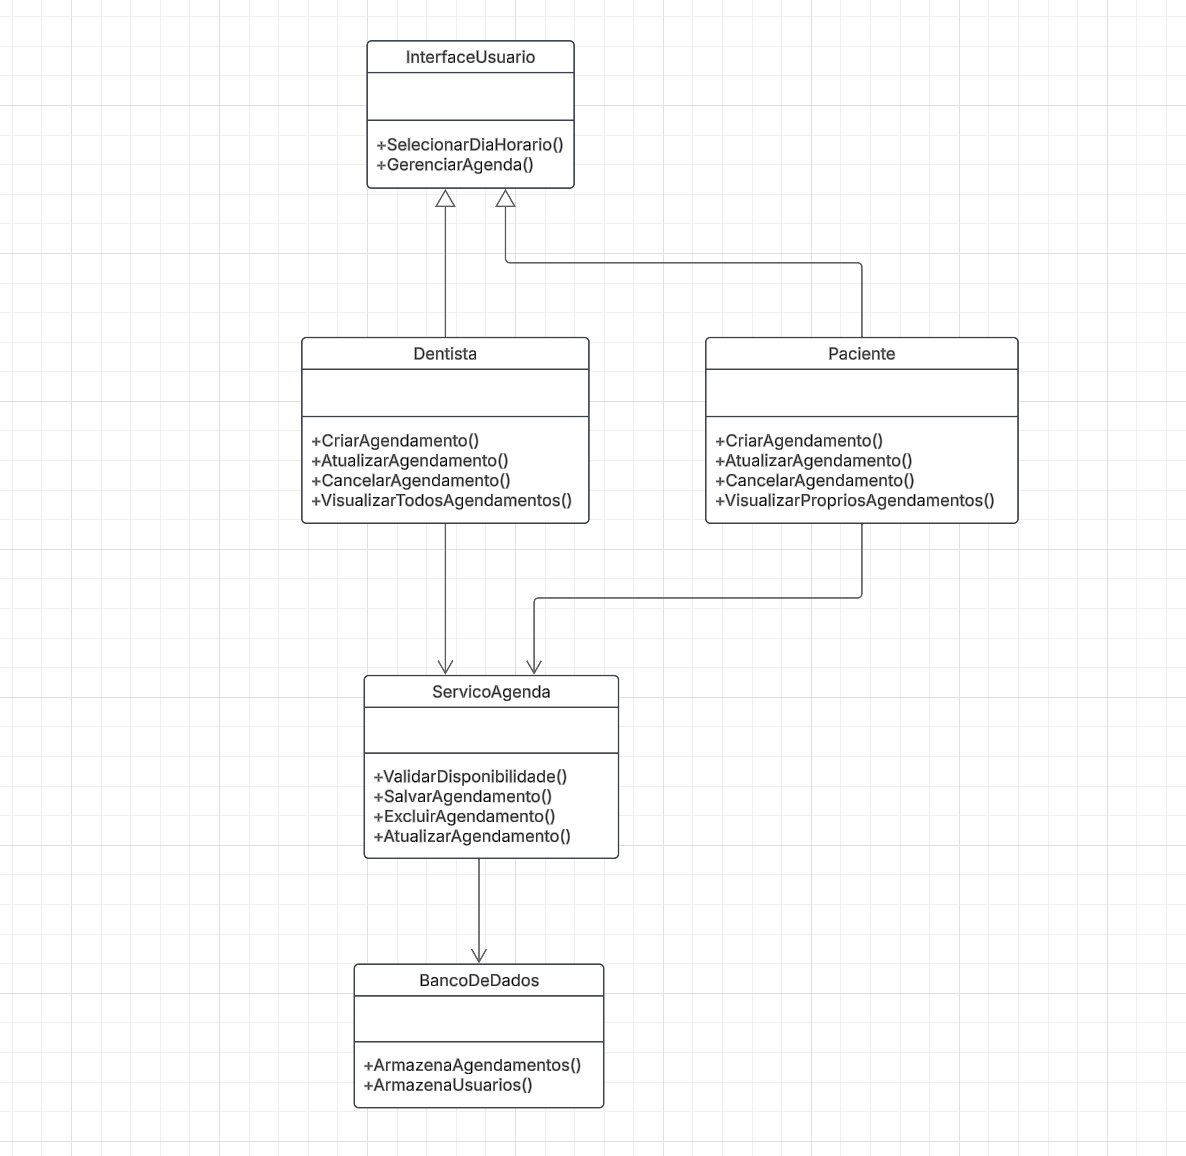 InterfaceUsuario
+SelecionarDiaHorario()
+GerenciarAgenda()
Dentista
+CriarAgendamento()
+AtualizarAgendamento()
+CancelarAgendamento()
+VisualizarTodosAgendamentos()
Paciente
+CriarAgendamento()
+AtualizarAgendamento()
+CancelarAgendamento()
+VisualizarPropriosAgendamentos()
ServicoAgenda
+ValidarDisponibilidade()
+SalvarAgendamento()
+ExcluirAgendamento()
+AtualizarAgendamento()
BancoDeDados
+ArmazenaAgendamentos()
+ArmazenaUsuarios()